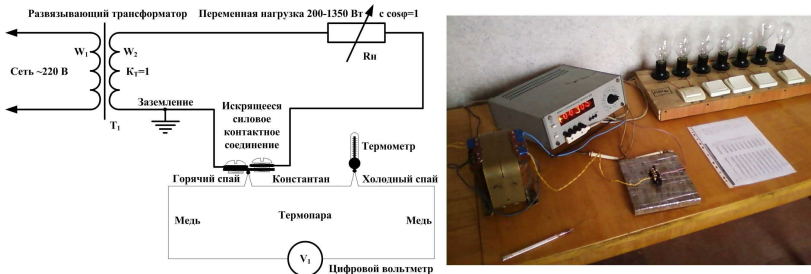 Развязывающий трансформатор
Переменная нагрузка 200-1350 Вт с cosφ=1
W₁
W₂
Rн
Сеть ~220 В
Kт=1
Заземление
T₁
Искрящееся
силовое
контактное
соединение
Термометр
Горячий спай
Константан
Холодный спай
Медь
Термопара
Медь
V₁
Цифровой вольтметр